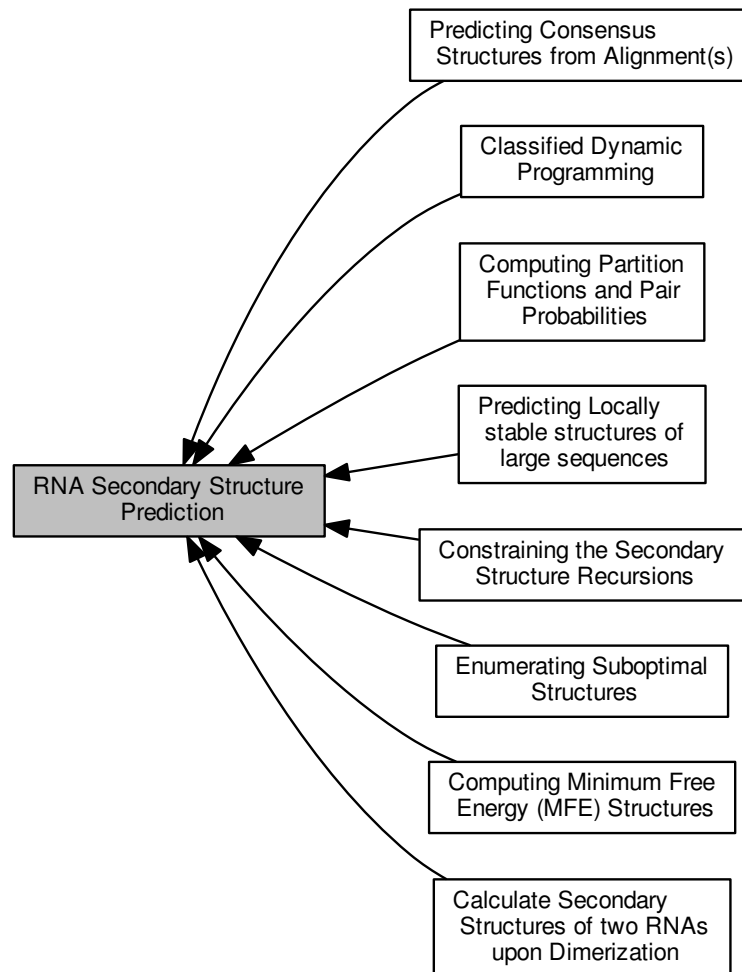 Predicting Consensus
Structures from Alignment(s)
Classified Dynamic
Programming
Computing Partition
Functions and Pair
Probabilities
Predicting Locally
stable structures of
large sequences
RNA Secondary Structure
Prediction
Constraining the Secondary
Structure Recursions
Enumerating Suboptimal
Structures
Computing Minimum Free
Energy (MFE) Structures
Calculate Secondary
Structures of two RNAs
upon Dimerization